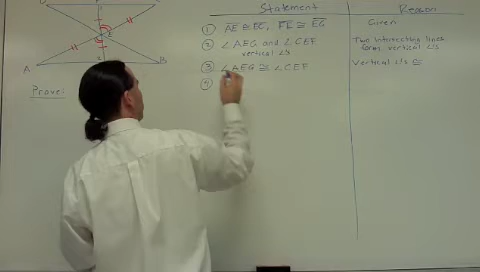 Statement Reason
① AE ≅ EC, FE ≅ EG Given
② ∠AEG and ∠CEF vertical ∠'s Two intersecting lines form vertical ∠s
③ ∠AEG ≅ ∠CEF Vertical ∠'s ≅
④
E
A B
Prove: